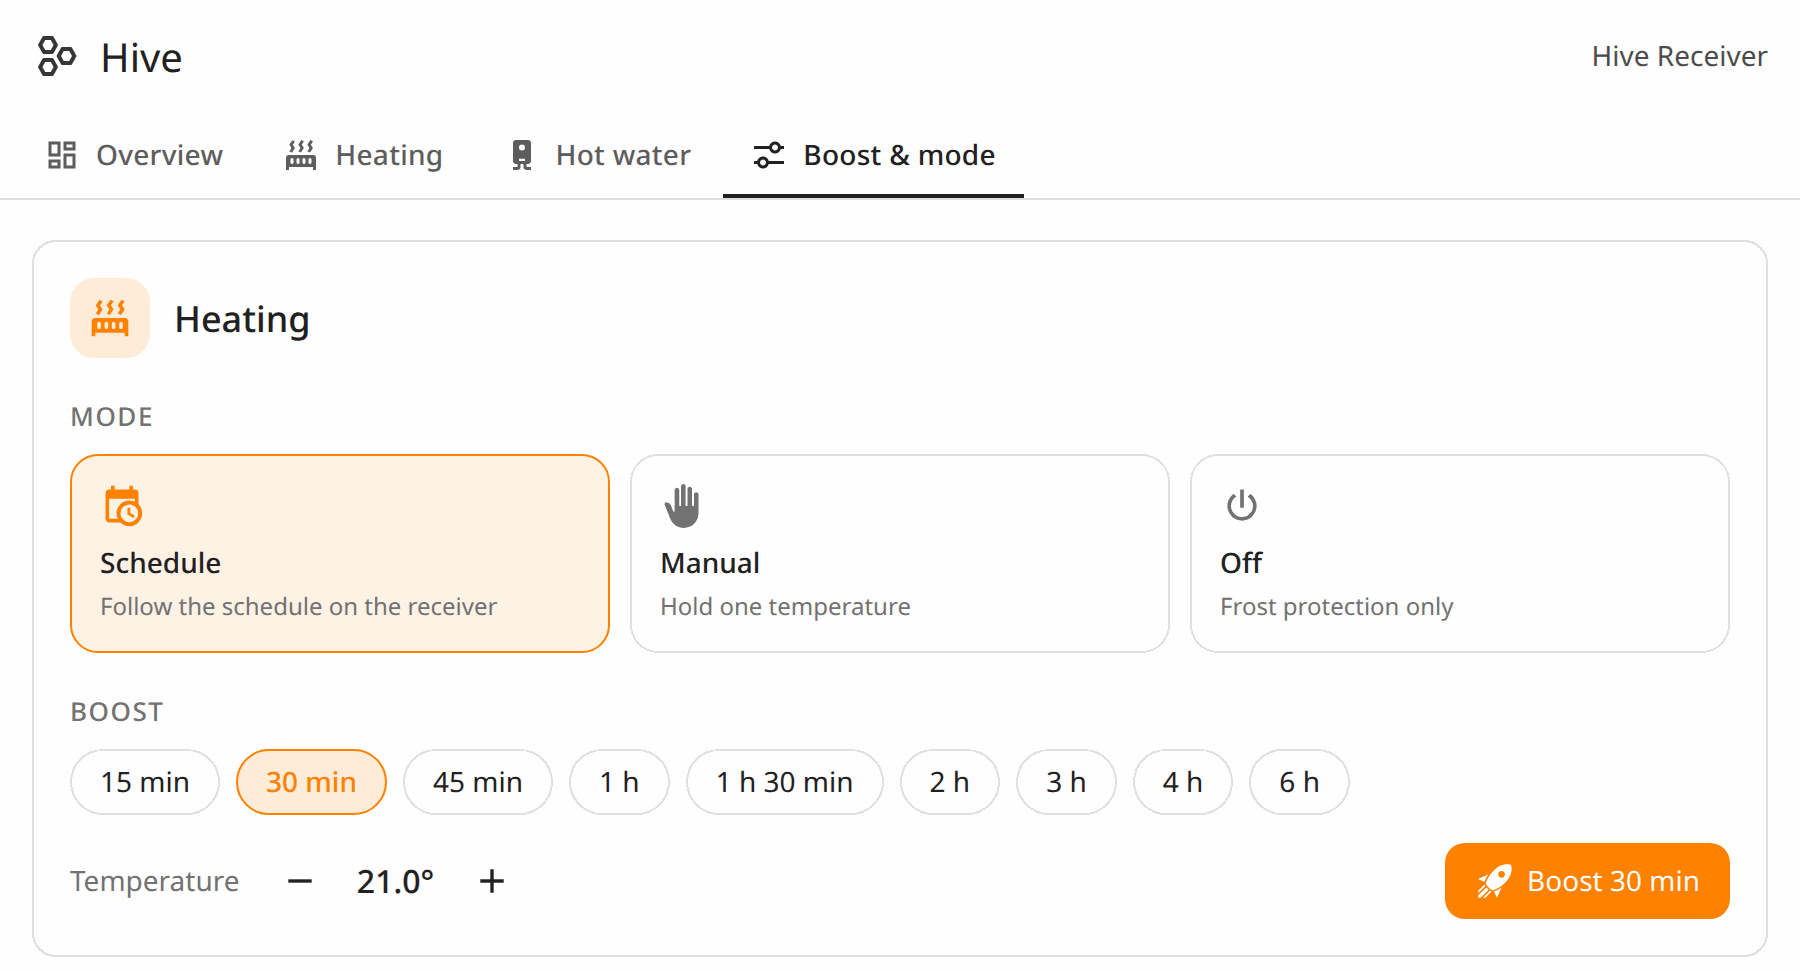 Hive
Hive Receiver
Overview
Heating
Hot water
Boost & mode
Heating
MODE
Schedule
Follow the schedule on the receiver
Manual
Hold one temperature
Off
Frost protection only
BOOST
15 min
30 min
45 min
1 h
1 h 30 min
2 h
3 h
4 h
6 h
Temperature
21.0°
Boost 30 min